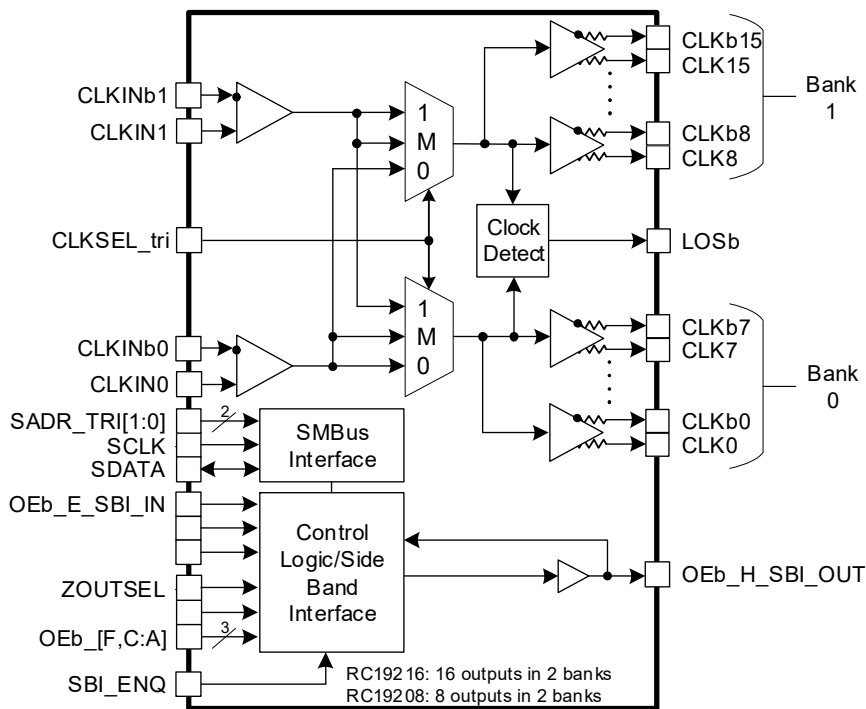 CLKINb1
CLKIN1
CLKSEL_tri
CLKINb0
CLKIN0
SADR_TRI[1:0]
2
SCLK
SDATA
OEb_E_SBI_IN
ZOUTSEL
OEb_[F,C:A]
3
SBI_ENQ
1
M
0
1
M
0
Clock
Detect
SMBus
Interface
Control
Logic/Side
Band
Interface
RC19216: 16 outputs in 2 banks
RC19208: 8 outputs in 2 banks
CLKb15
CLK15
CLKb8
CLK8
Bank
1
LOSb
CLKb7
CLK7
CLKb0
CLK0
Bank
0
OEb_H_SBI_OUT